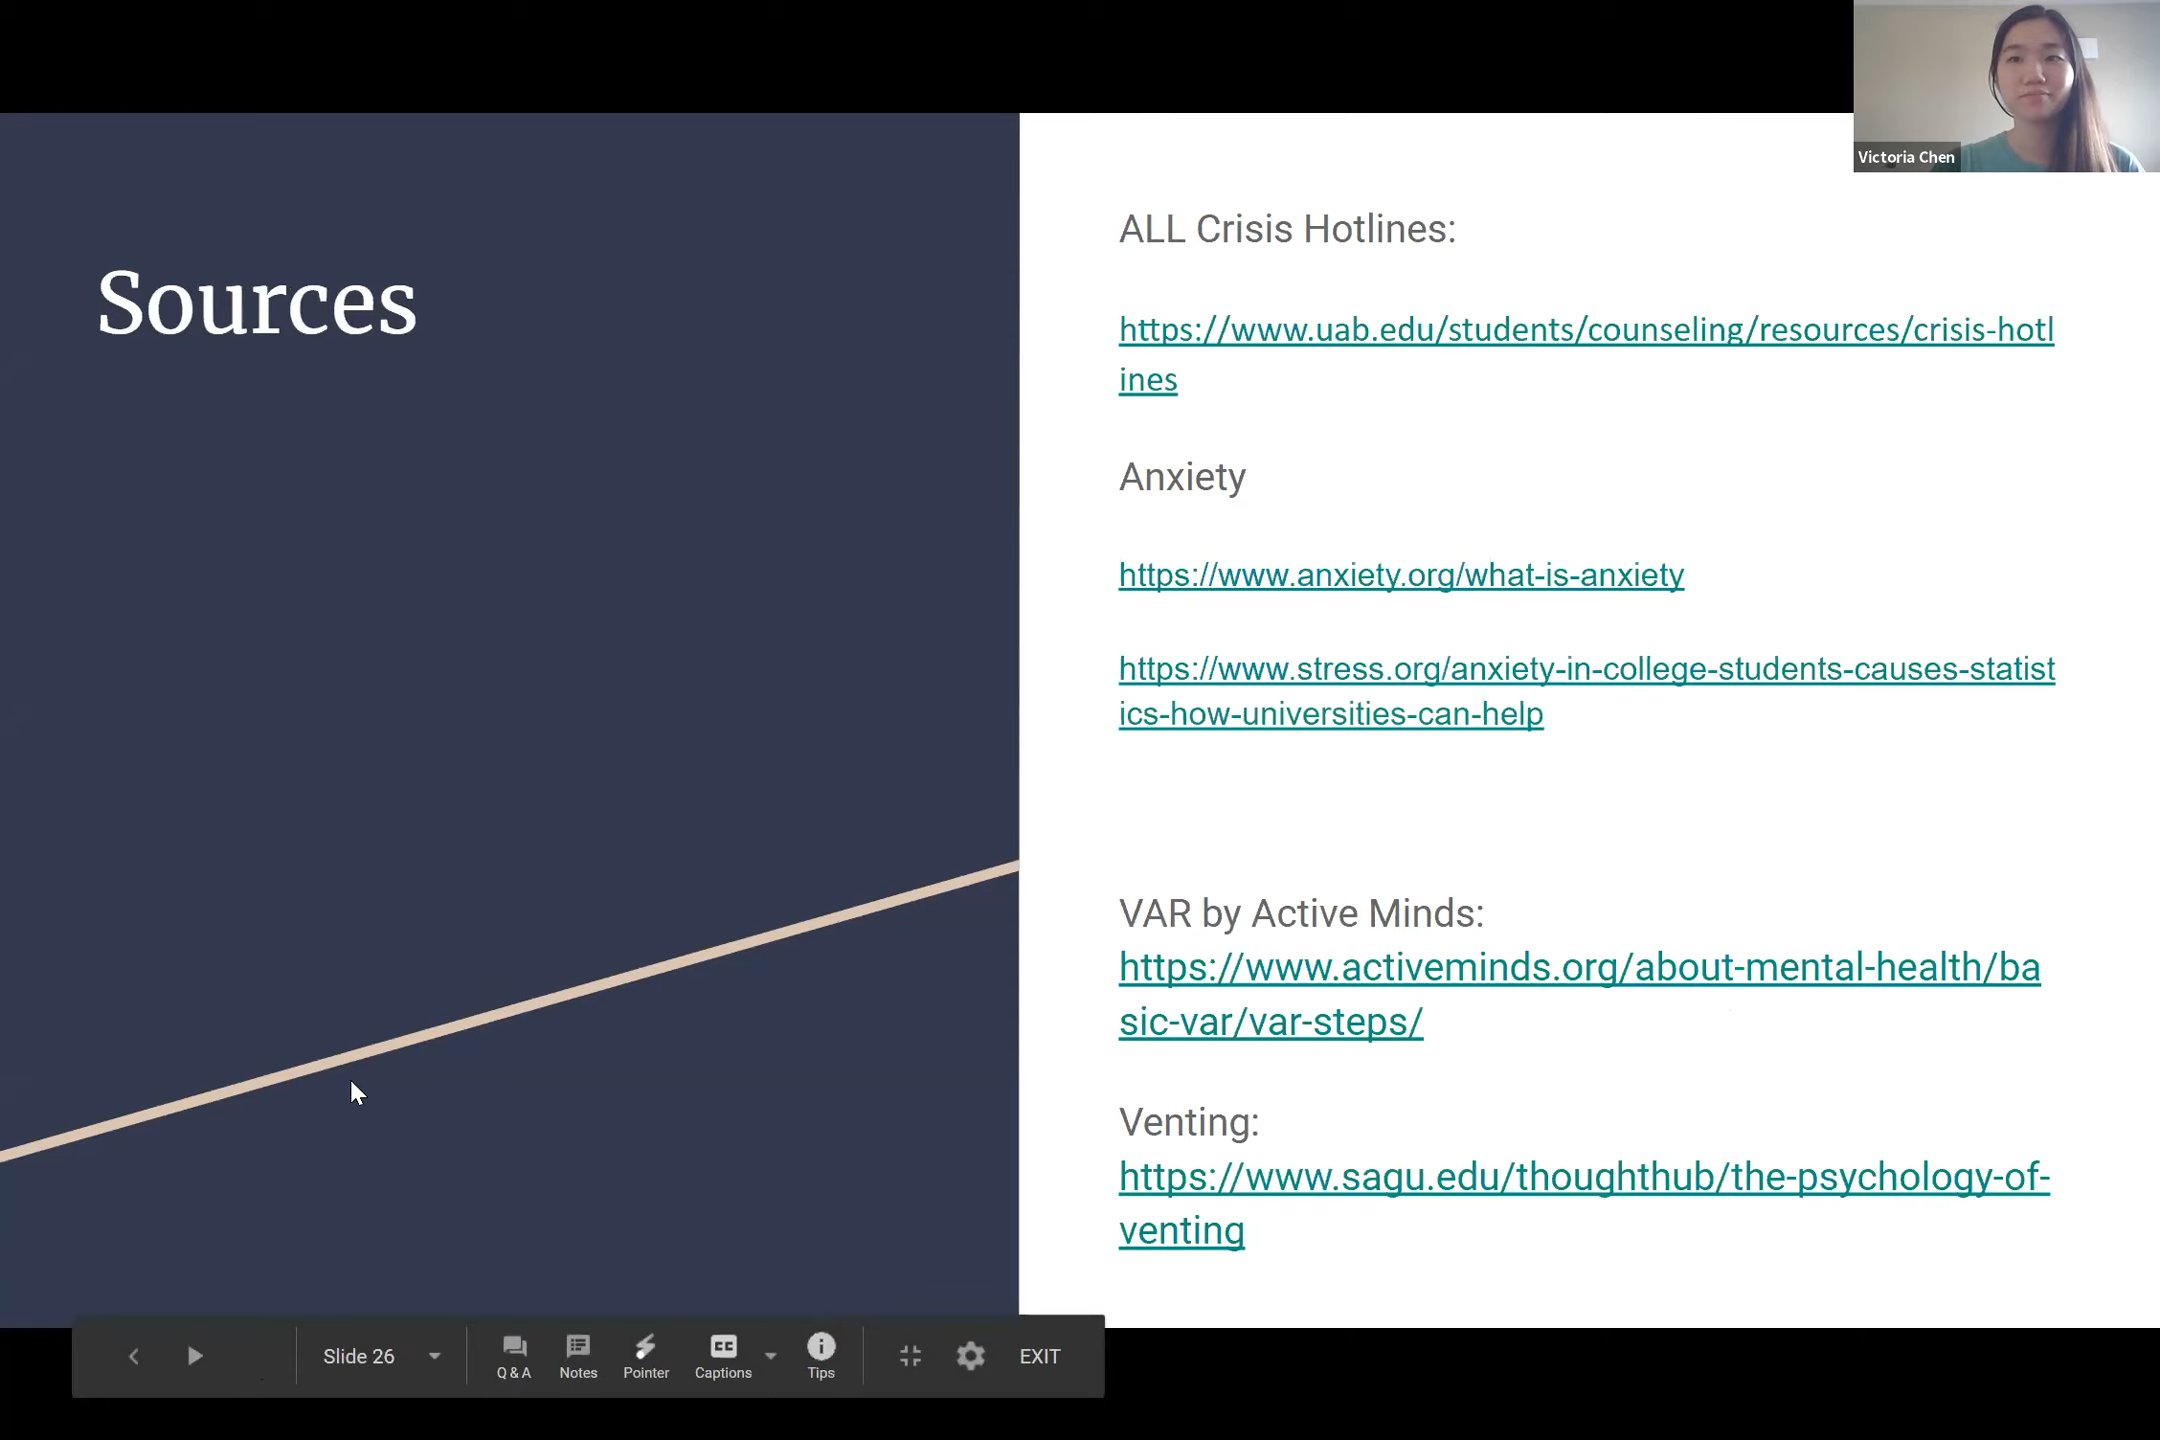 Victoria Chen
Sources
ALL Crisis Hotlines:
https://www.uab.edu/students/counseling/resources/crisis-hotl
ines
Anxiety
https://www.anxiety.org/what-is-anxiety
https://www.stress.org/anxiety-in-college-students-causes-statist
ics-how-universities-can-help
VAR by Active Minds:
https://www.activeminds.org/about-mental-health/ba
sic-var/var-steps/
Venting:
https://www.sagu.edu/thoughthub/the-psychology-of-
venting
Slide 26
Q & A
Notes
Pointer
CC
Captions
Tips
EXIT